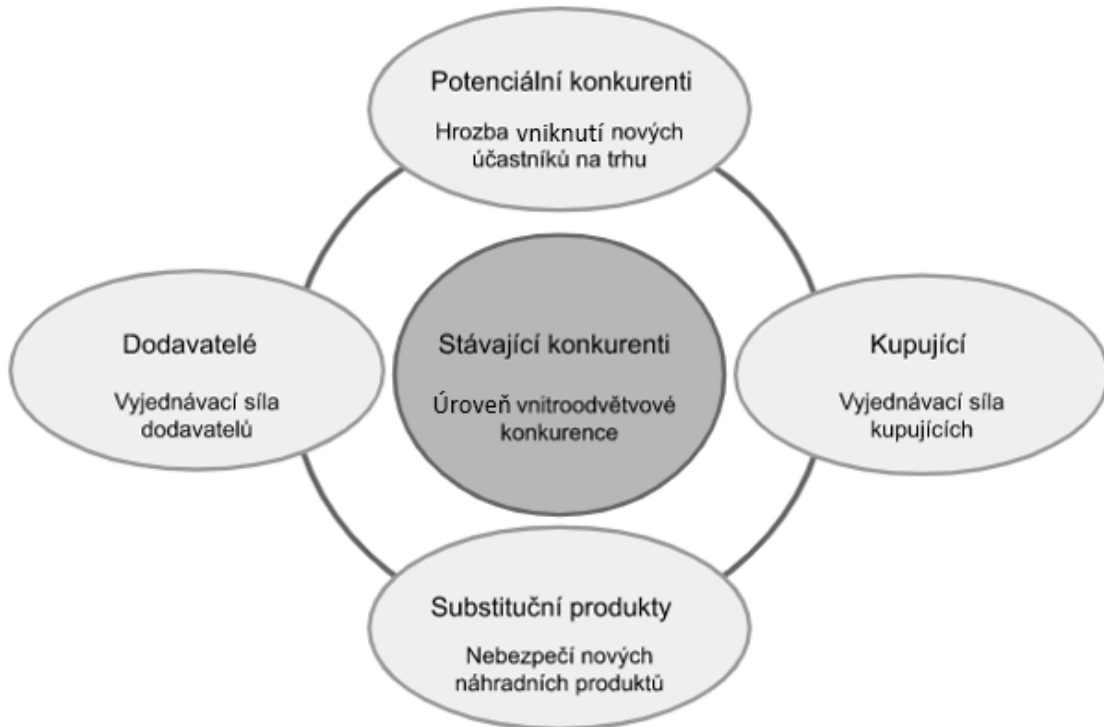 Potenciální konkurenti
Hrozba vniknutí nových
účastníků na trhu
Dodavatelé
Vyjednávací síla
dodavatelů
Stávající konkurenti
Úroveň vnitroodvětvové
konkurence
Kupující
Vyjednávací síla
kupujících
Substituční produkty
Nebezpečí nových
náhradních produktů